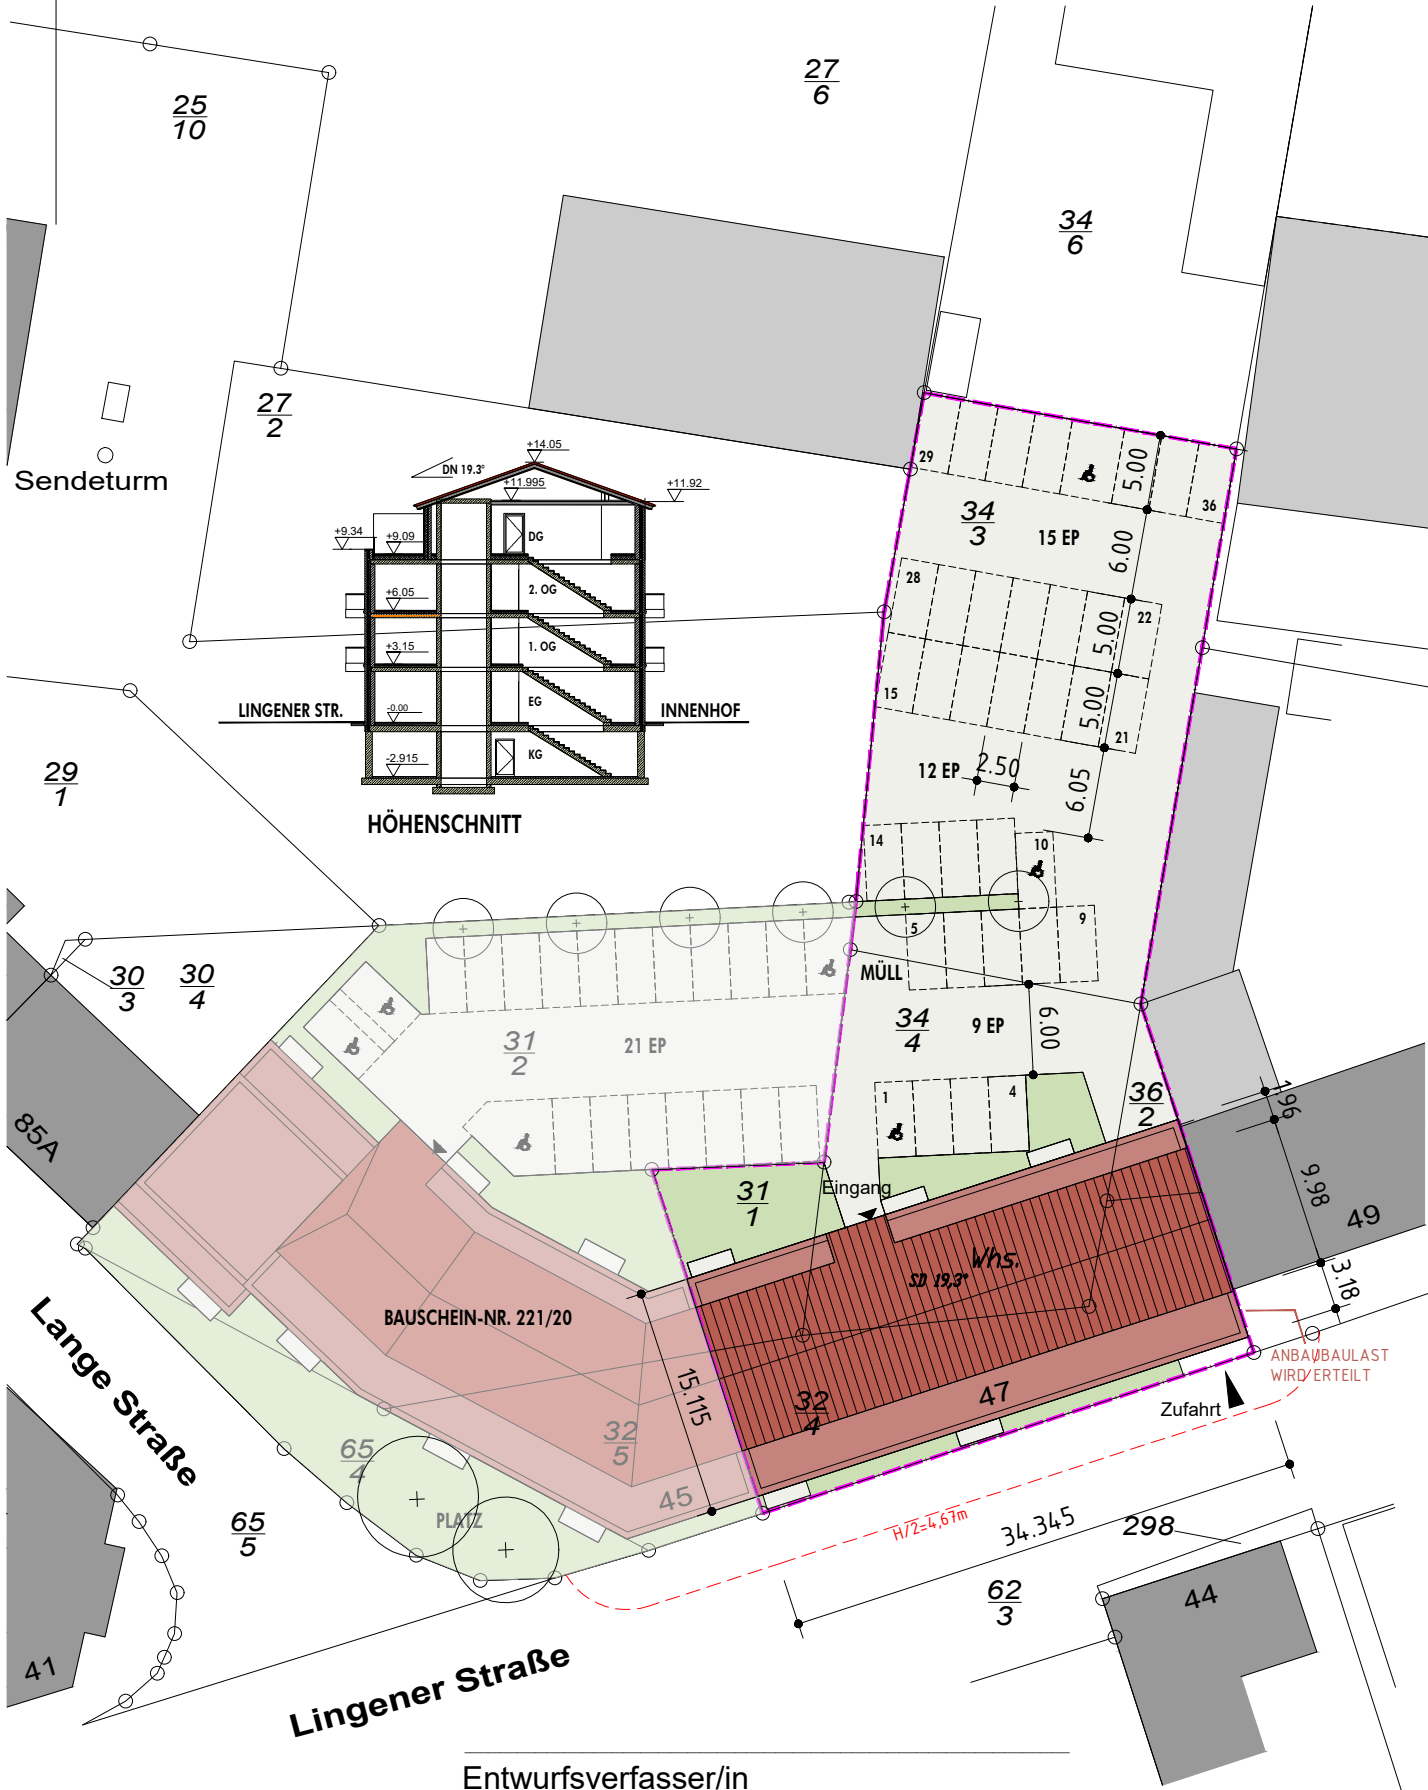 25
10
27
6
34
6
27
2
Sendeturm
+14.05
DN 19.3°
+11.995
+11.92
+9.34
+9.09
DG
+6.05
2. OG
+3.15
1. OG
LINGENER STR.
-0.00
EG
INNENHOF
-2.915
KG
HÖHENSCHNITT
29
36
5.00
34
3
15 EP
6.00
28
22
5.00
15
5.00
21
12 EP
2.50
6.05
14
10
5
9
MÜLL
29
1
30
3
30
4
31
2
21 EP
34
4
9 EP
6.00
1
4
36
2
1.96
9.98
3.18
85A
49
31
1
Eingang
Whs.
SD 19,3°
BAUSCHEIN-NR. 221/20
15.115
32
4
47
32
5
45
65
4
PLATZ
65
5
Lange Straße
ANBAUBAULAST
WIRD ERTEILT
Zufahrt
H/2=4,67m
34.345
298
62
3
44
41
Lingener Straße
Entwurfsverfasser/in